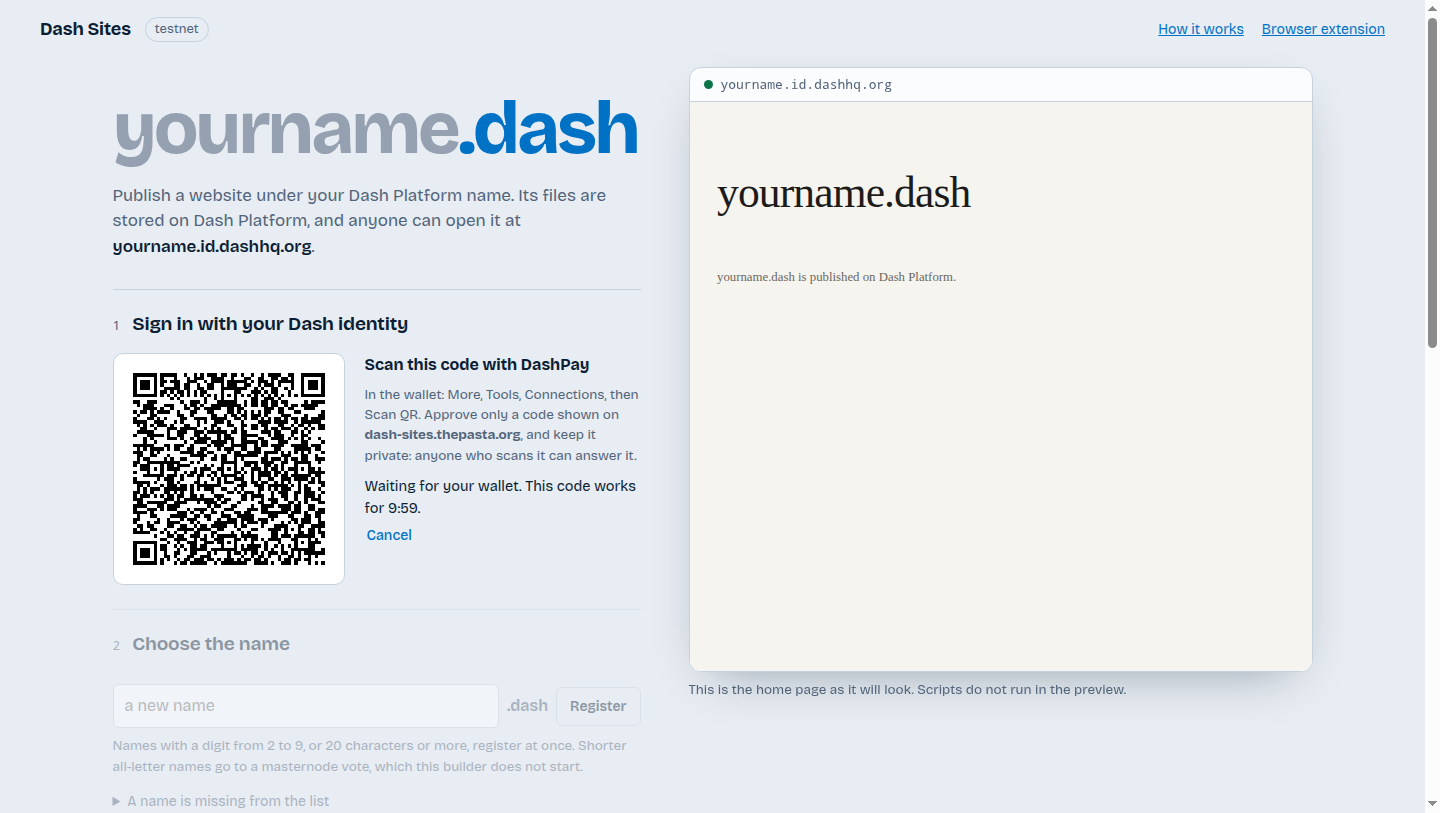 Dash Sites
testnet
How it works
Browser extension
yourname.dash
Publish a website under your Dash Platform name. Its files are
stored on Dash Platform, and anyone can open it at
yourname.id.dashhq.org.
1 Sign in with your Dash identity
Scan this code with DashPay
In the wallet: More, Tools, Connections, then
Scan QR. Approve only a code shown on
dash-sites.thepasta.org, and keep it
private: anyone who scans it can answer it.
Waiting for your wallet. This code works
for 9:59.
Cancel
2 Choose the name
a new name
.dash
Register
Names with a digit from 2 to 9, or 20 characters or more, register at once. Shorter
all-letter names go to a masternode vote, which this builder does not start.
A name is missing from the list
yourname.id.dashhq.org
yourname.dash
yourname.dash is published on Dash Platform.
This is the home page as it will look. Scripts do not run in the preview.